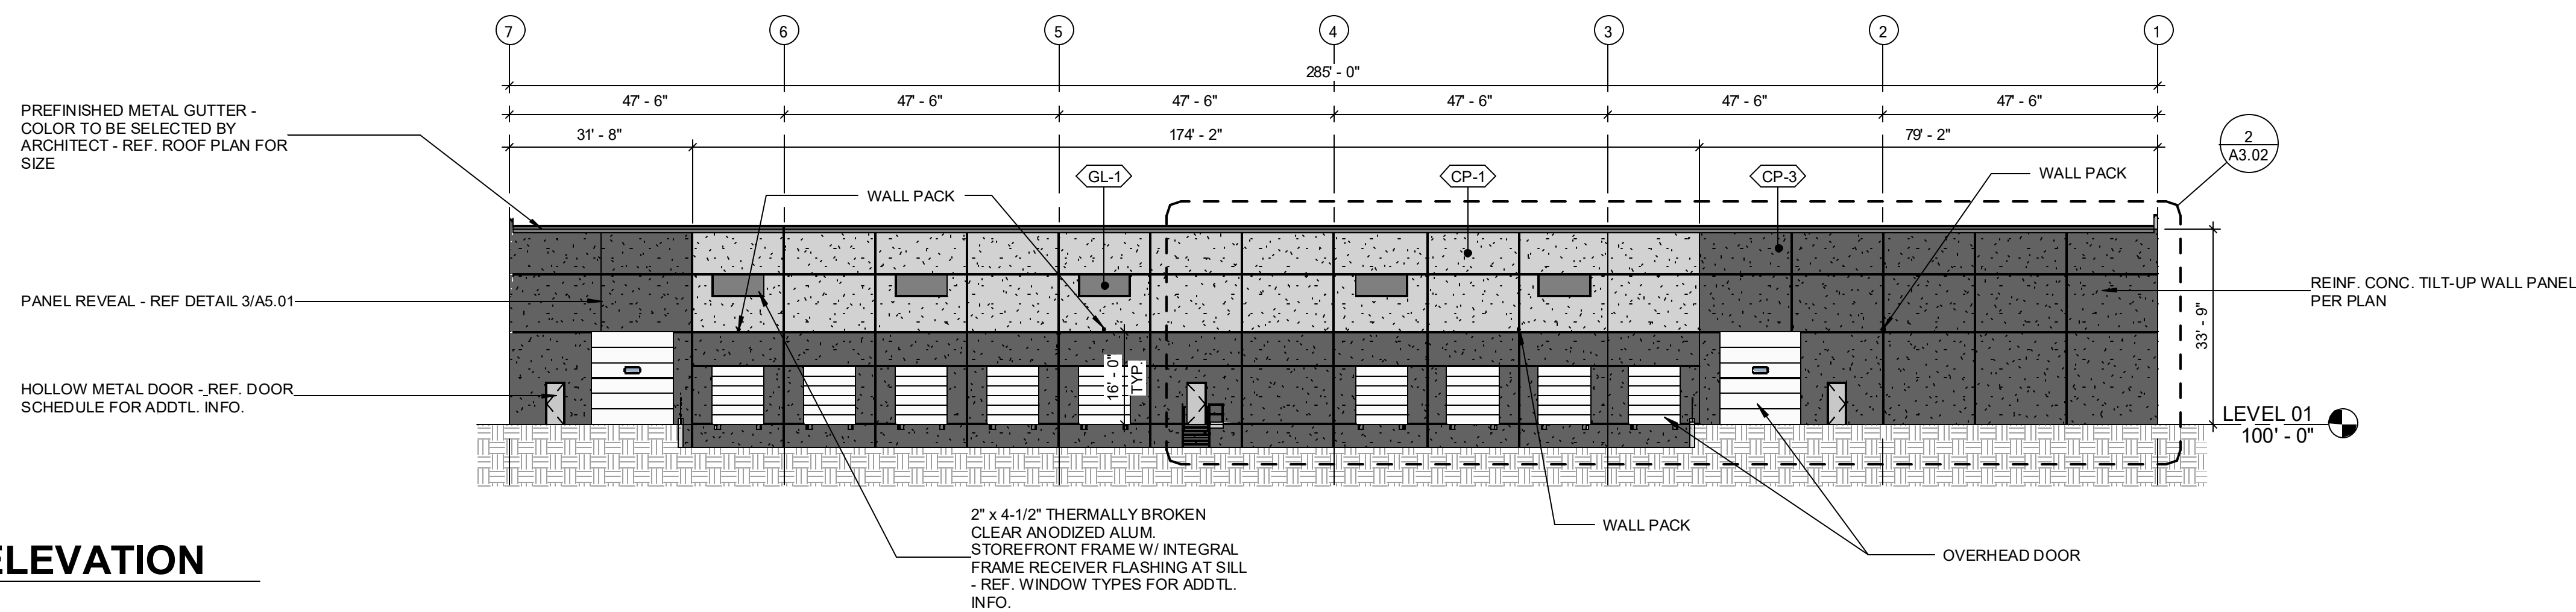 7
6
5
4
3
2
1
285' - 0"
47' - 6"
47' - 6"
47' - 6"
47' - 6"
47' - 6"
47' - 6"
31' - 8"
174' - 2"
79' - 2"
PREFINISHED METAL GUTTER -
COLOR TO BE SELECTED BY
ARCHITECT - REF. ROOF PLAN FOR
SIZE
2
A3.02
WALL PACK
GL-1
CP-1
CP-3
WALL PACK
PANEL REVEAL - REF DETAIL 3/A5.01
REINF. CONC. TILT-UP WALL PANEL
PER PLAN
33' - 9"
16' - 0"
TYP.
HOLLOW METAL DOOR - REF. DOOR
SCHEDULE FOR ADDTL. INFO.
LEVEL 01
100' - 0"
2" x 4-1/2" THERMALLY BROKEN
CLEAR ANODIZED ALUM.
STOREFRONT FRAME W/ INTEGRAL
FRAME RECEIVER FLASHING AT SILL
- REF. WINDOW TYPES FOR ADDTL.
INFO.
WALL PACK
OVERHEAD DOOR
ELEVATION